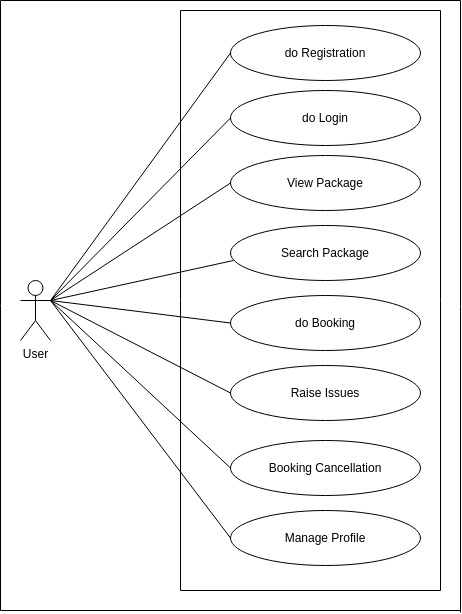 do Registration
do Login
View Package
Search Package
do Booking
Raise Issues
Booking Cancellation
Manage Profile
User